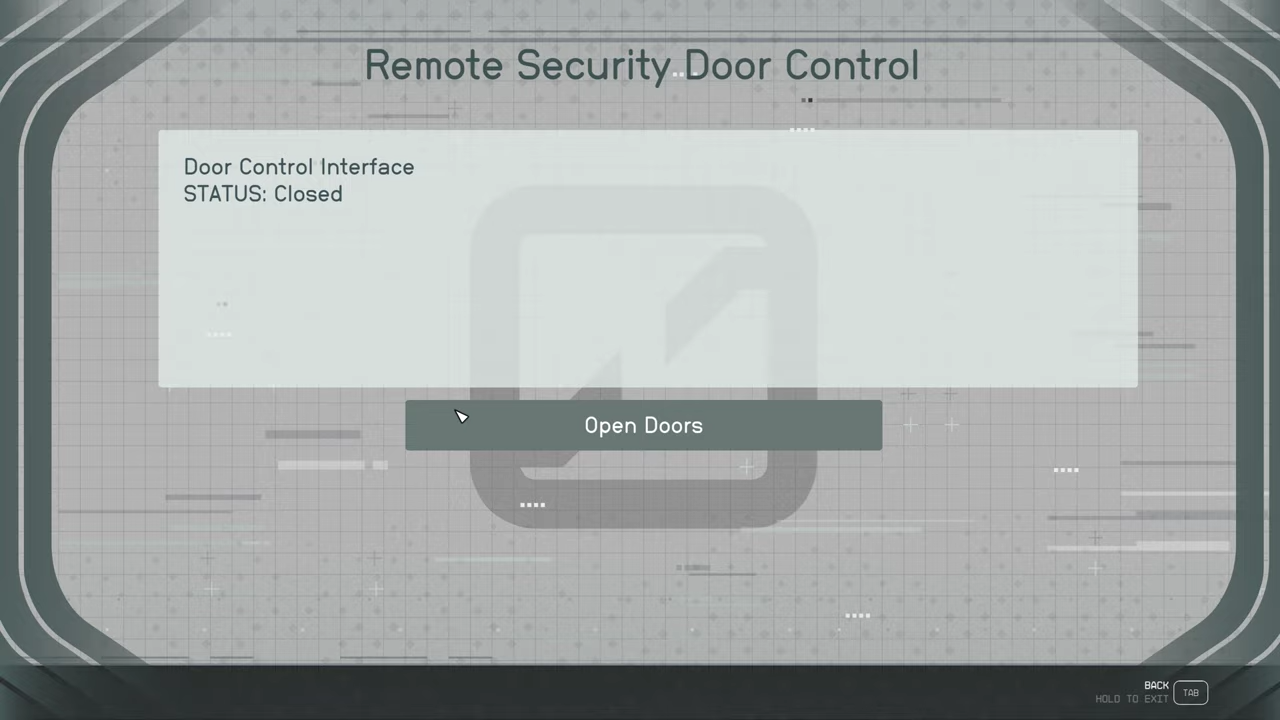 Remote Security Door Control
Door Control Interface
STATUS: Closed
Open Doors
BACK
HOLD TO EXIT
TAB